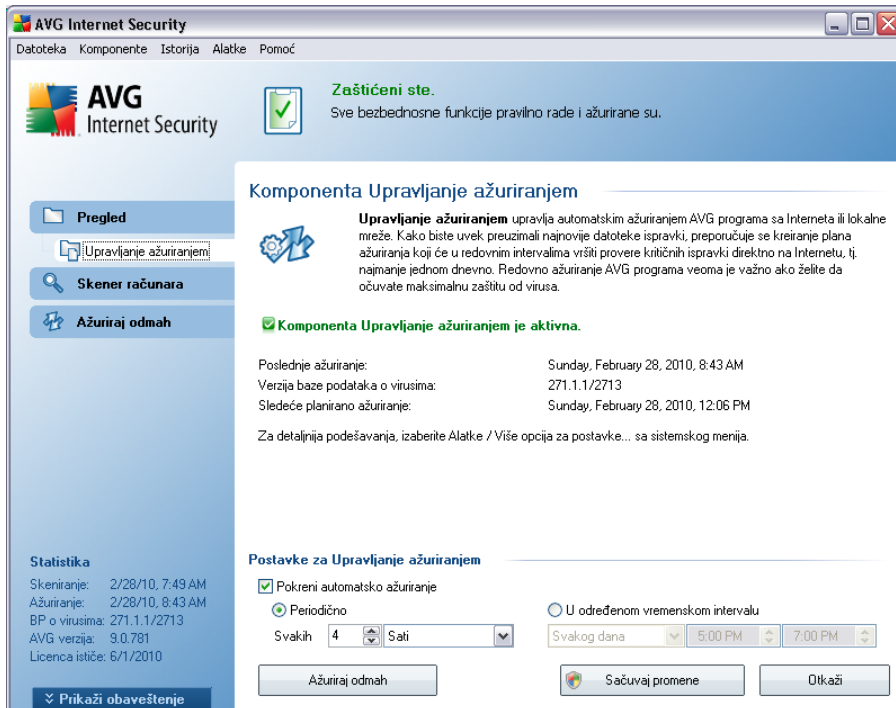 AVG Internet Security
Datoteka Komponente Istorija Alatke Pomoć
AVG
Internet Security
Zaštićeni ste.
Sve bezbednosne funkcije pravilno rade i ažurirane su.
Pregled
Upravljanje ažuriranjem
Skener računara
Ažuriraj odmah
Komponenta Upravljanje ažuriranjem
Upravljanje ažuriranjem upravlja automatskim ažuriranjem AVG programa sa Interneta ili lokalne
mreže. Kako biste uvek preuzimali najnovije datoteke ispravki, preporučuje se kreiranje plana
ažuriranja koji će u redovnim intervalima vršiti provere kritičnih ispravki direktno na Internetu, tj.
najmanje jednom dnevno. Redovno ažuriranje AVG programa veoma je važno ako želite da
očuvate maksimalnu zaštitu od virusa.
Komponenta Upravljanje ažuriranjem je aktivna.
Poslednje ažuriranje: Sunday, February 28, 2010, 8:43 AM
Verzija baze podataka o virusima: 271.1.1/2713
Sledeće planirano ažuriranje: Sunday, February 28, 2010, 12:06 PM
Za detaljnija podešavanja, izaberite Alatke / Više opcija za postavke... sa sistemskog menija.
Statistika
Skeniranje: 2/28/10, 7:49 AM
Ažuriranje: 2/28/10, 8:43 AM
BP o virusima: 271.1.1/2713
AVG verzija: 9.0.781
Licenca ističe: 6/1/2010
Prikaži obaveštenje
Postavke za Upravljanje ažuriranjem
Pokreni automatsko ažuriranje
Periodično
U određenom vremenskom intervalu
Svakih 4 Sati
Svakog dana 5:00 PM 7:00 PM
Ažuriraj odmah
Sačuvaj promene
Otkaži